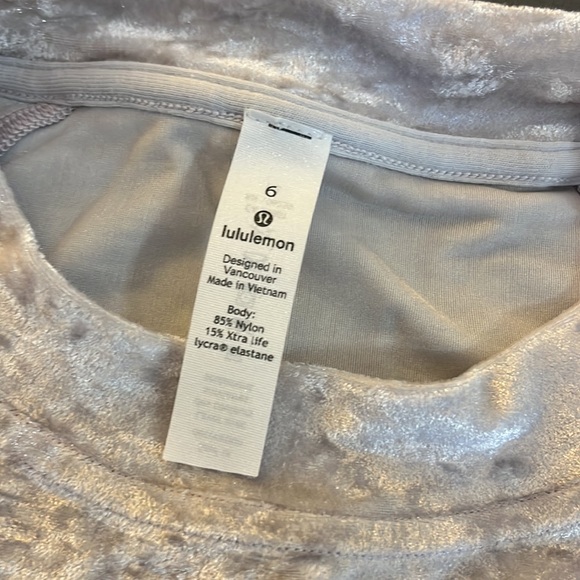 6
lululemon
Designed in
Vancouver
Made in Vietnam
Body:
85% Nylon
15% Xtra life
lycra® elastane